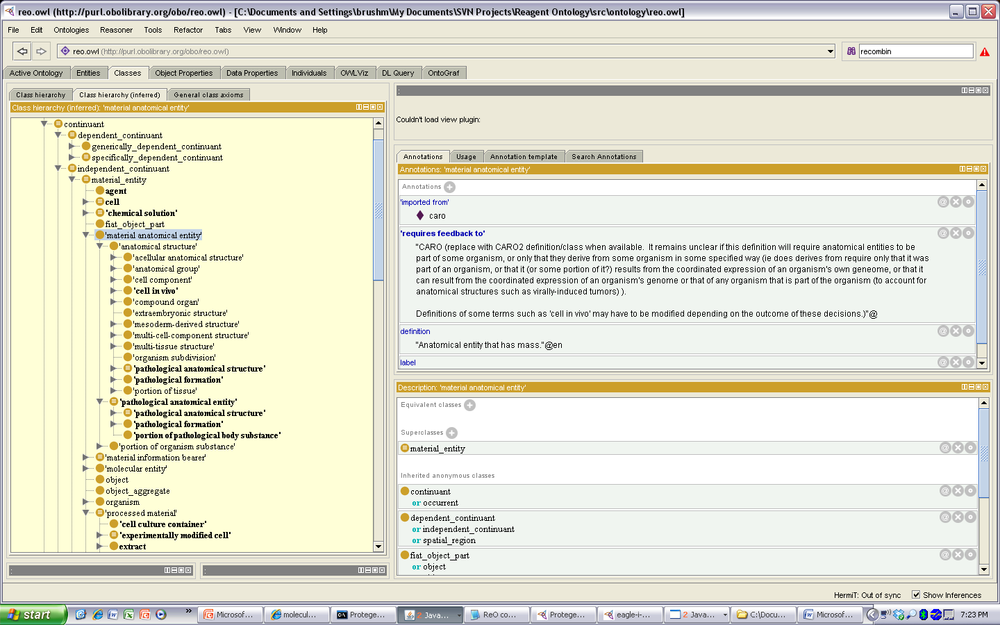 reo.owl (http://purl.obolibrary.org/obo/reo.owl) - [C:\Documents and Settings\brushm\My Documents\SVN Projects\Reagent Ontology\src\ontology\reo.owl]
File Edit Ontologies Reasoner Tools Refactor Tabs View Window Help
reo.owl (http://purl.obolibrary.org/obo/reo.owl)
recombin
Active Ontology Entities Classes Object Properties Data Properties Individuals OWLViz DL Query OntoGraf
Class hierarchy Class hierarchy (inferred) General class axioms
Class hierarchy (inferred): 'material anatomical entity'
continuant
dependent_continuant
generically_dependent_continuant
specifically_dependent_continuant
independent_continuant
material_entity
agent
cell
'chemical solution'
fiat_object_part
'material anatomical entity'
'anatomical structure'
'acellular anatomical structure'
'anatomical group'
'cell component'
'cell in vivo'
'compound organ'
'extraembryonic structure'
'mesoderm-derived structure'
'multi-cell-component structure'
'multi-tissue structure'
'organism subdivision'
'pathological anatomical structure'
'pathological formation'
'portion of tissue'
'pathological anatomical entity'
'pathological anatomical structure'
'pathological formation'
'portion of pathological body substance'
'portion of organism substance'
'material information bearer'
'molecular entity'
object
object_aggregate
organism
'processed material'
'cell culture container'
'experimentally modified cell'
extract
:
:
:
Couldn't load view plugin:
Annotations Usage Annotation template Search Annotations
Annotations: 'material anatomical entity'
Annotations
'imported from'
caro
'requires feedback to'
"CARO (replace with CARO2 definition/class when available. It remains unclear if this definition will require anatomical entities to be
part of some organism, or only that they derive from some organism in some specified way (ie does derives from require only that it was
part of an organism, or that it (or some portion of it?) results from the coordinated expression of an organism's own geneome, or that it
can result from the coordinated expression of an organism's genome or that of any organism that is part of the organism (to account for
anatomical structures such as virally-induced tumors) ).
Definitions of some terms such as 'cell in vivo' may have to be modified depending on the outcome of these decisions.)"@
definition
"Anatomical entity that has mass."@en
label
Description: 'material anatomical entity'
Equivalent classes
Superclasses
material_entity
Inherited anonymous classes
continuant
or occurrent
dependent_continuant
or independent_continuant
or spatial_region
fiat_object_part
or object
HermiT: Out of sync Show Inferences
start Microsof... molecul... Protege... 2 Java... ReO co... Protege... eagle-i-... 2 Java... C:\Docu... Microsof... 7:23 PM